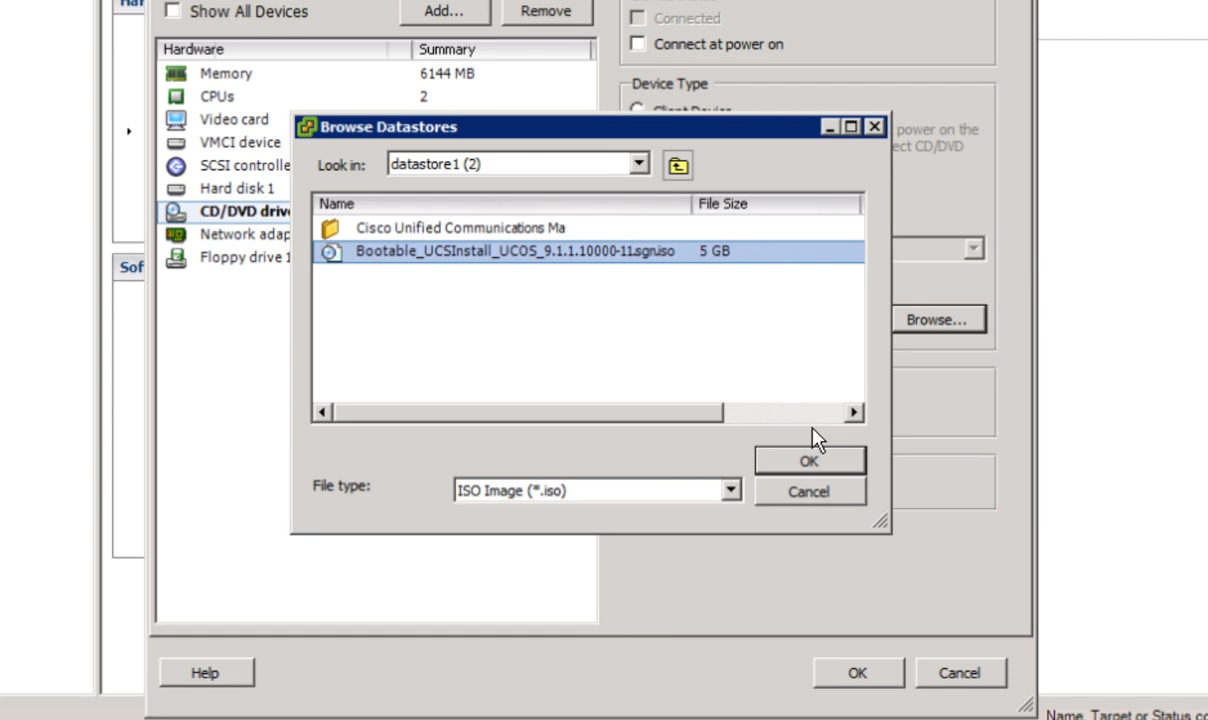 Show All Devices
Add...
Remove
Connected
Connect at power on
Hardware
Summary
Memory
6144 MB
CPUs
2
Device Type
Video card
VMCI device
SCSI controlle
Hard disk 1
CD/DVD driv
Network adap
Floppy drive 1
Browse Datastores
power on the
ect CD/DVD
Look in:
datastore1 (2)
Name
File Size
Cisco Unified Communications Ma
Bootable_UCSInstall_UCOS_9.1.1.10000-11.sgn.iso
5 GB
Sof
Browse...
OK
File type:
ISO Image (*.iso)
Cancel
Help
OK
Cancel
Name, Target or Status co